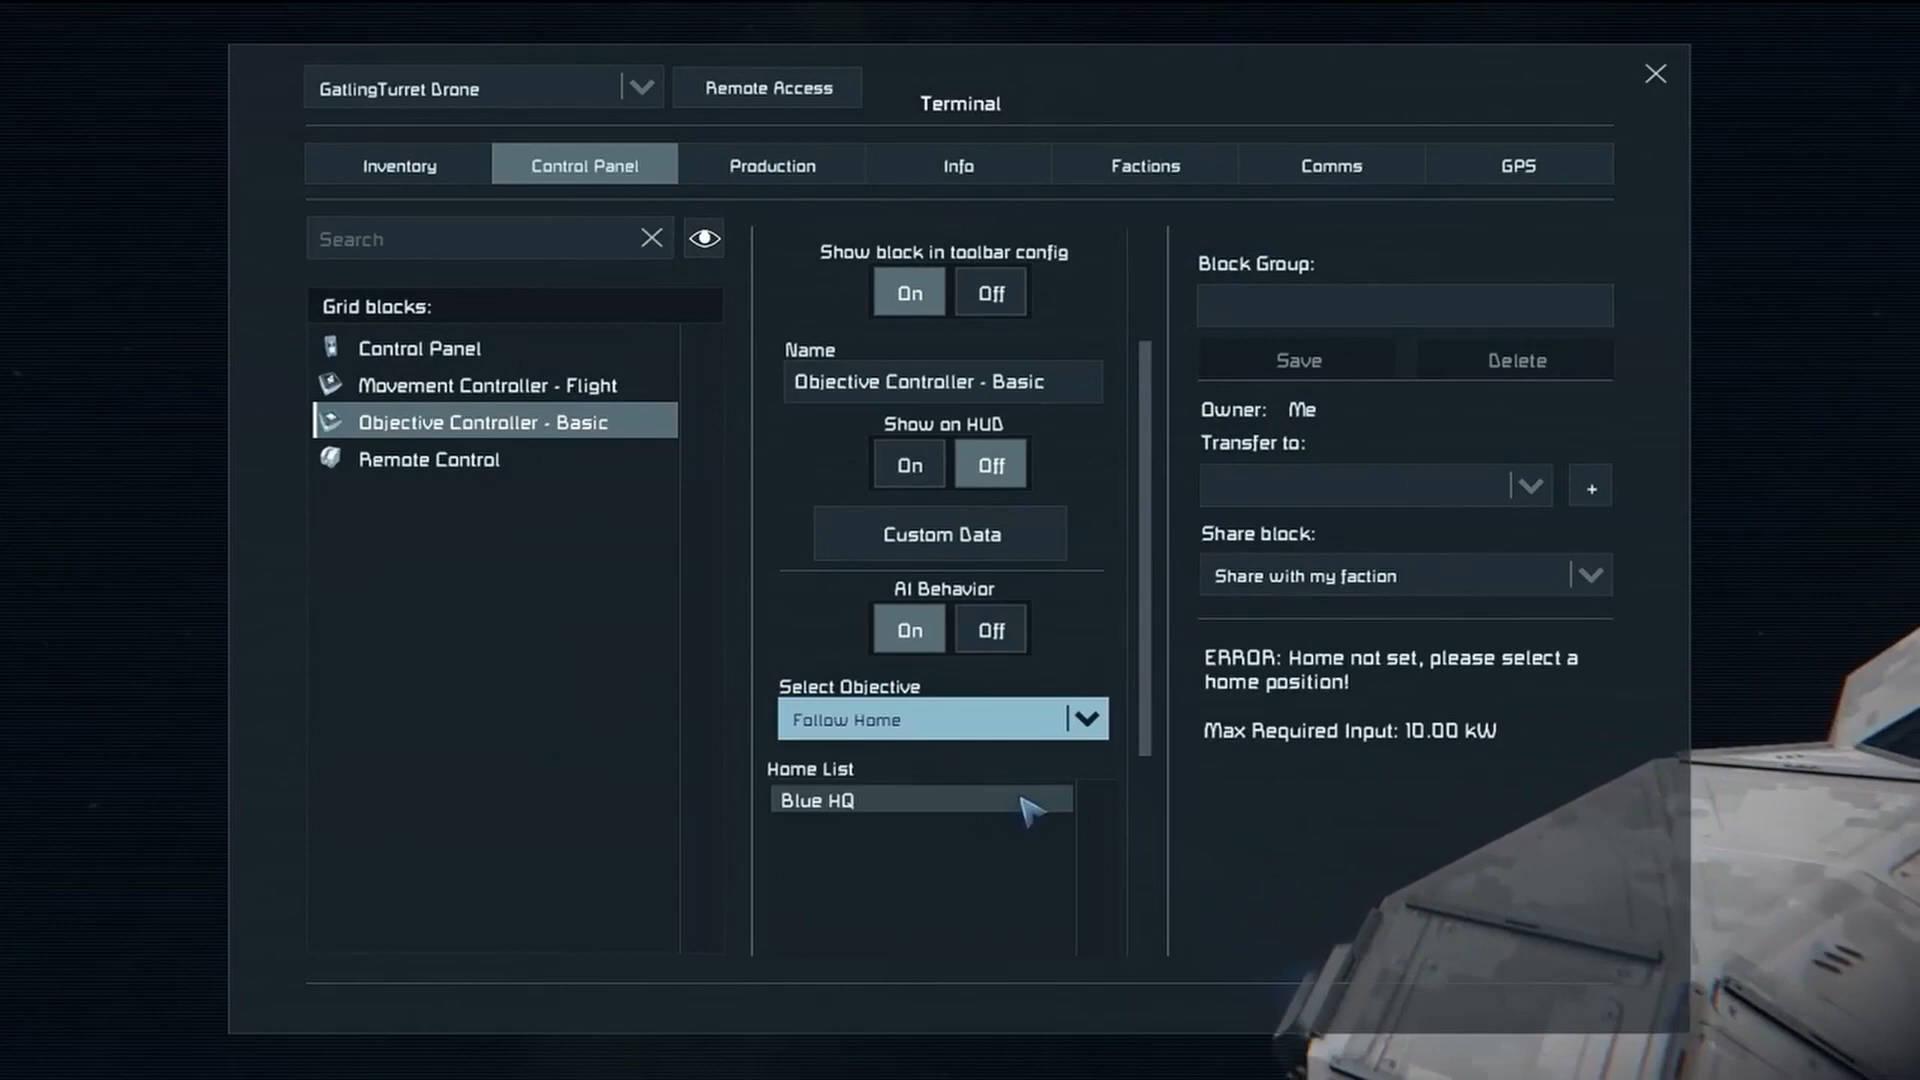 GatlingTurret Drone
Remote Access
Terminal
Inventory
Control Panel
Production
Info
Factions
Comms
GPS
Search
Grid blocks:
Control Panel
Movement Controller - Flight
Objective Controller - Basic
Remote Control
Show block in toolbar config
On
Off
Name
Objective Controller - Basic
Show on HUD
On
Off
Custom Data
AI Behavior
On
Off
Select Objective
Follow Home
Home List
Blue HQ
Block Group:
Save
Delete
Owner: Me
Transfer to:
+
Share block:
Share with my faction
ERROR: Home not set, please select a
home position!
Max Required Input: 10.00 kW